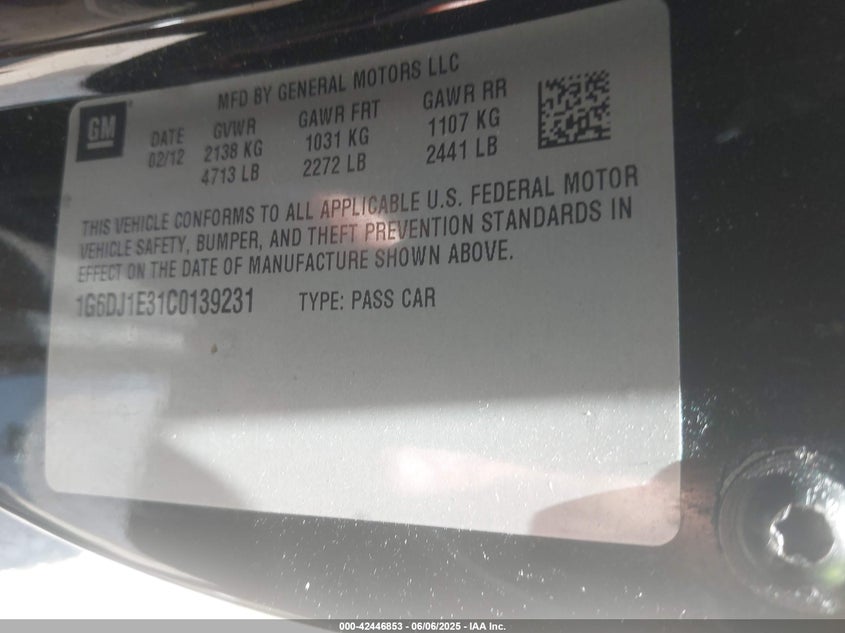 MFD BY GENERAL MOTORS LLC
GM
DATE GVWR GAWR FRT GAWR RR
02/12 2138 KG 1031 KG 1107 KG
4713 LB 2272 LB 2441 LB
THIS VEHICLE CONFORMS TO ALL APPLICABLE U.S. FEDERAL MOTOR
VEHICLE SAFETY, BUMPER, AND THEFT PREVENTION STANDARDS IN
EFFECT ON THE DATE OF MANUFACTURE SHOWN ABOVE.
1G6DJ1E31C0139231 TYPE: PASS CAR
000-42446853 - 06/06/2025 - IAA Inc.